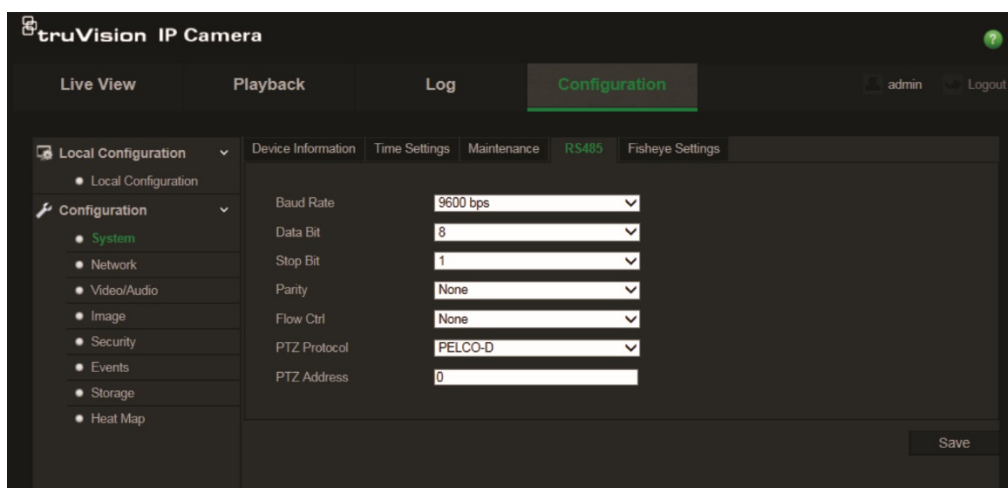 truVision IP Camera
?
Live View Playback Log Configuration admin Logout
Local Configuration
Local Configuration
Configuration
System
Network
Video/Audio
Image
Security
Events
Storage
Heat Map
Device Information Time Settings Maintenance RS485 Fisheye Settings
Baud Rate 9600 bps
Data Bit 8
Stop Bit 1
Parity None
Flow Ctrl None
PTZ Protocol PELCO-D
PTZ Address 0
Save